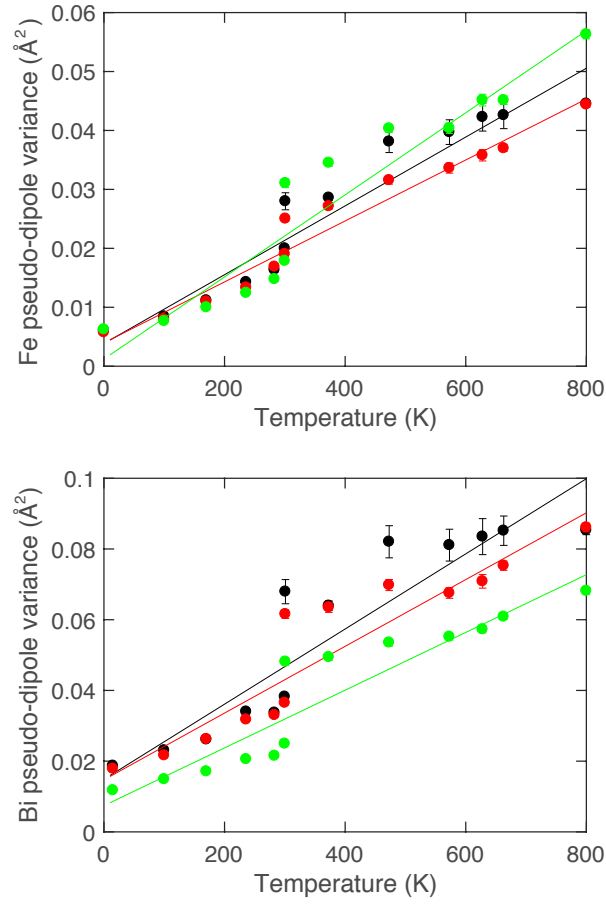 Fe pseudo-dipole variance (Å²)
0.06
0.05
0.04
0.03
0.02
0.01
0
0 200 400 600 800
Temperature (K)
Bi pseudo-dipole variance (Å²)
0.1
0.08
0.06
0.04
0.02
0
0 200 400 600 800
Temperature (K)